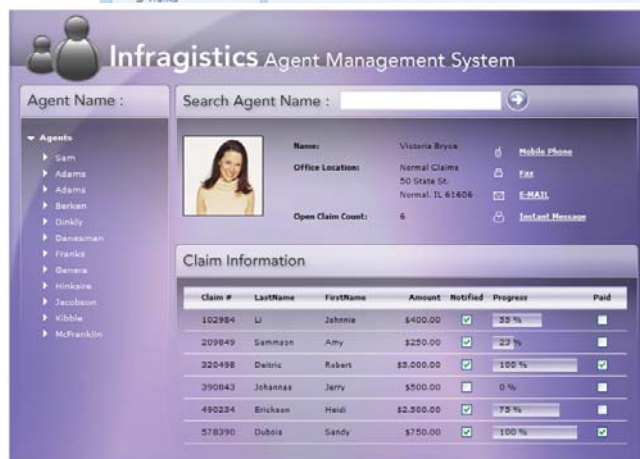 Infragistics Agent Management System
Agent Name :
Agents
Sam
Adams
Adams
Berken
Dinkly
Danesman
Franks
Genera
Hinksire
Jacobson
Kibble
McFranklin
Search Agent Name :
Name: Victoria Bryce
Office Location: Normal Claims
50 State St.
Normal, IL 61606
Open Claim Count: 6
Mobile Phone
Fax
E-MAIL
Instant Message
Claim Information
Claim # LastName FirstName Amount Notified Progress Paid
102984 Li Johnnie $400.00 55 %
209849 Sammson Amy $250.00 23 %
320498 Deitric Robert $5,000.00 100 %
390843 Johannas Jerry $500.00 0 %
490234 Erickson Heidi $2,500.00 75 %
578390 Dubois Sandy $750.00 100 %